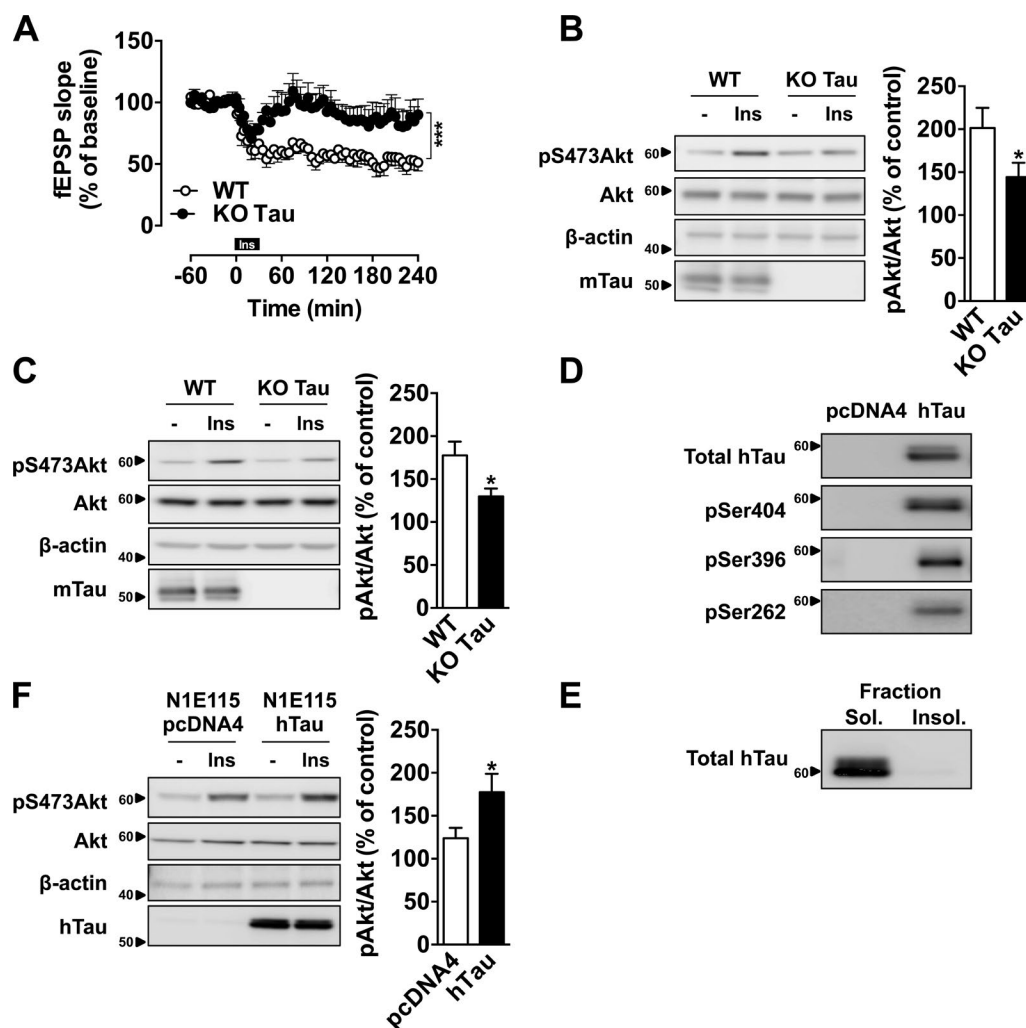 A
fEPSP slope
(% of baseline)
150
100
50
0
WT
KO Tau
***
Ins
-60 0 60 120 180 240
Time (min)
B
WT KO Tau
- Ins - Ins
pS473Akt 60
Akt 60
β-actin
40
mTau 50
pAkt/Akt (% of control)
250
200
150
100
50
0
*
WT
KO Tau
C
WT KO Tau
- Ins - Ins
pS473Akt 60
Akt 60
β-actin
40
mTau
50
pAkt/Akt (% of control)
250
200
150
100
50
0
*
WT
KO Tau
D
pcDNA4 hTau
Total hTau 60
pSer404 60
pSer396 60
pSer262 60
F
N1E115 N1E115
pcDNA4 hTau
- Ins - Ins
pS473Akt 60
Akt 60
β-actin
40
hTau
50
pAkt/Akt (% of control)
250
200
150
100
50
0
*
pcDNA4
hTau
E
Fraction
Sol. Insol.
Total hTau
60